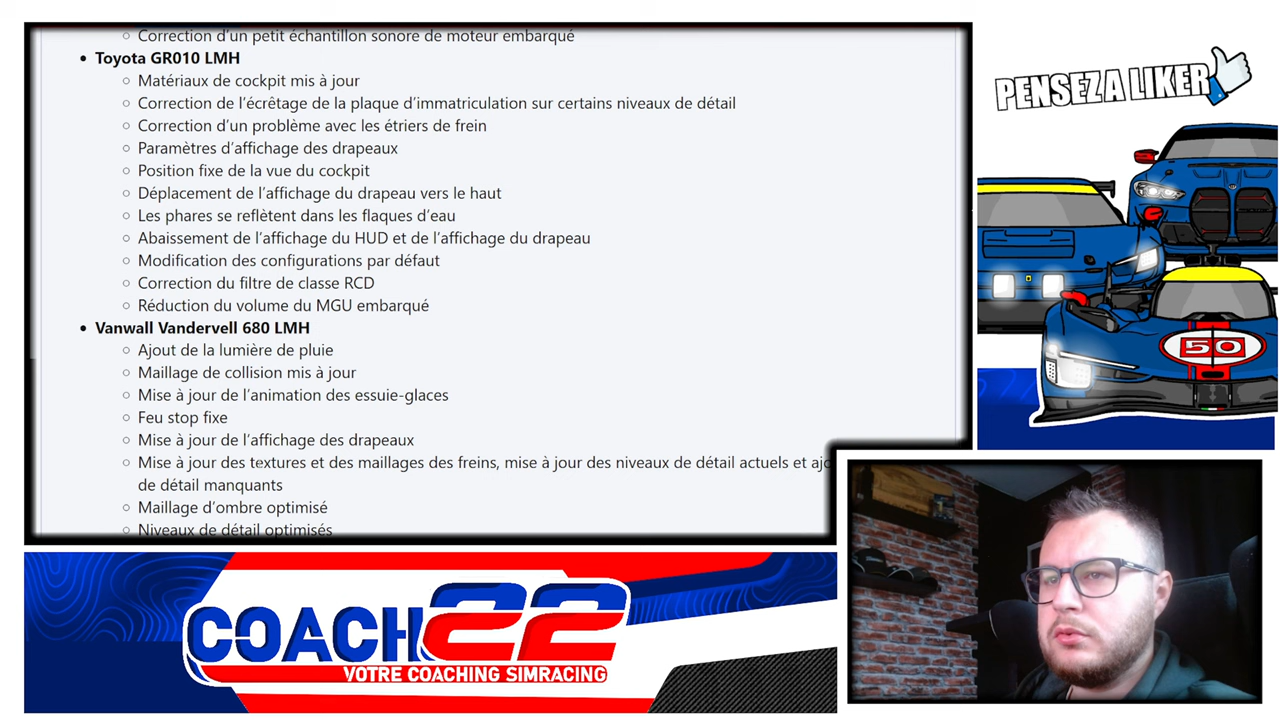 Correction d'un petit échantillon sonore de moteur embarqué
Toyota GR010 LMH
Matériaux de cockpit mis à jour
Correction de l'écrêtage de la plaque d'immatriculation sur certains niveaux de détail
Correction d'un problème avec les étriers de frein
Paramètres d'affichage des drapeaux
Position fixe de la vue du cockpit
Déplacement de l'affichage du drapeau vers le haut
Les phares se reflètent dans les flaques d'eau
Abaissement de l'affichage du HUD et de l'affichage du drapeau
Modification des configurations par défaut
Correction du filtre de classe RCD
Réduction du volume du MGU embarqué
Vanwall Vandervell 680 LMH
Ajout de la lumière de pluie
Maillage de collision mis à jour
Mise à jour de l'animation des essuie-glaces
Feu stop fixe
Mise à jour de l'affichage des drapeaux
Mise à jour des textures et des maillages des freins, mise à jour des niveaux de détail actuels et
de détail manquants
Maillage d'ombre optimisé
Niveaux de détail optimisés
PENSEZ A LIKER
50
COACH 22
VOTRE COACHING SIMRACING